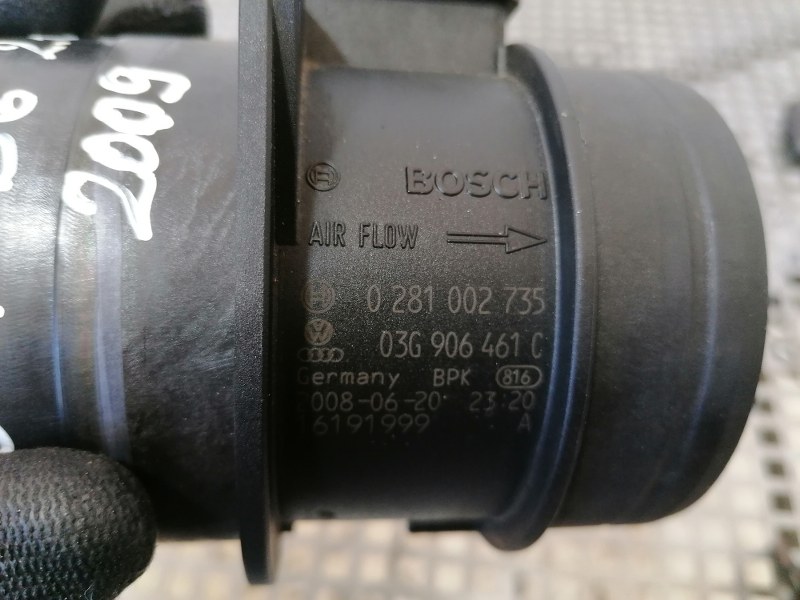 2009
BOSCH
AIR FLOW
0 281 002 735
03G 906 461 C
Germany BPK 816
2008-06-20 23:20
16191999 A